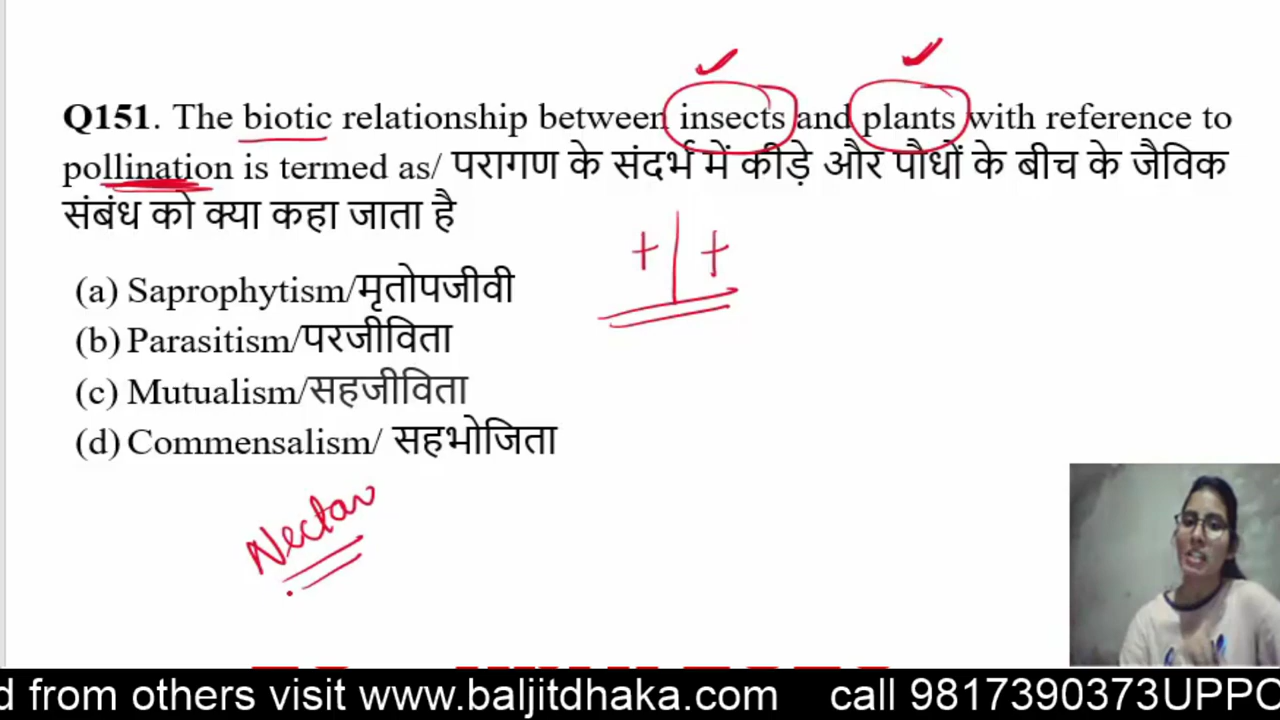 Q151. The biotic relationship between insects and plants with reference to
pollination is termed as/ परागण के संदर्भ में कीड़े और पौधों के बीच के जैविक
संबंध को क्या कहा जाता है
+ +
(a) Saprophytism/मृतोपजीवी
(b) Parasitism/परजीविता
(c) Mutualism/सहजीविता
(d) Commensalism/ सहभोजिता
Nectar
d from others visit www.baljitdhaka.com call 9817390373UPPC